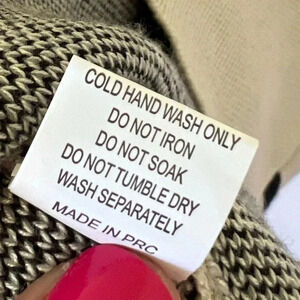 COLD HAND WASH ONLY
DO NOT IRON
DO NOT SOAK
DO NOT TUMBLE DRY
WASH SEPARATELY
MADE IN PRC